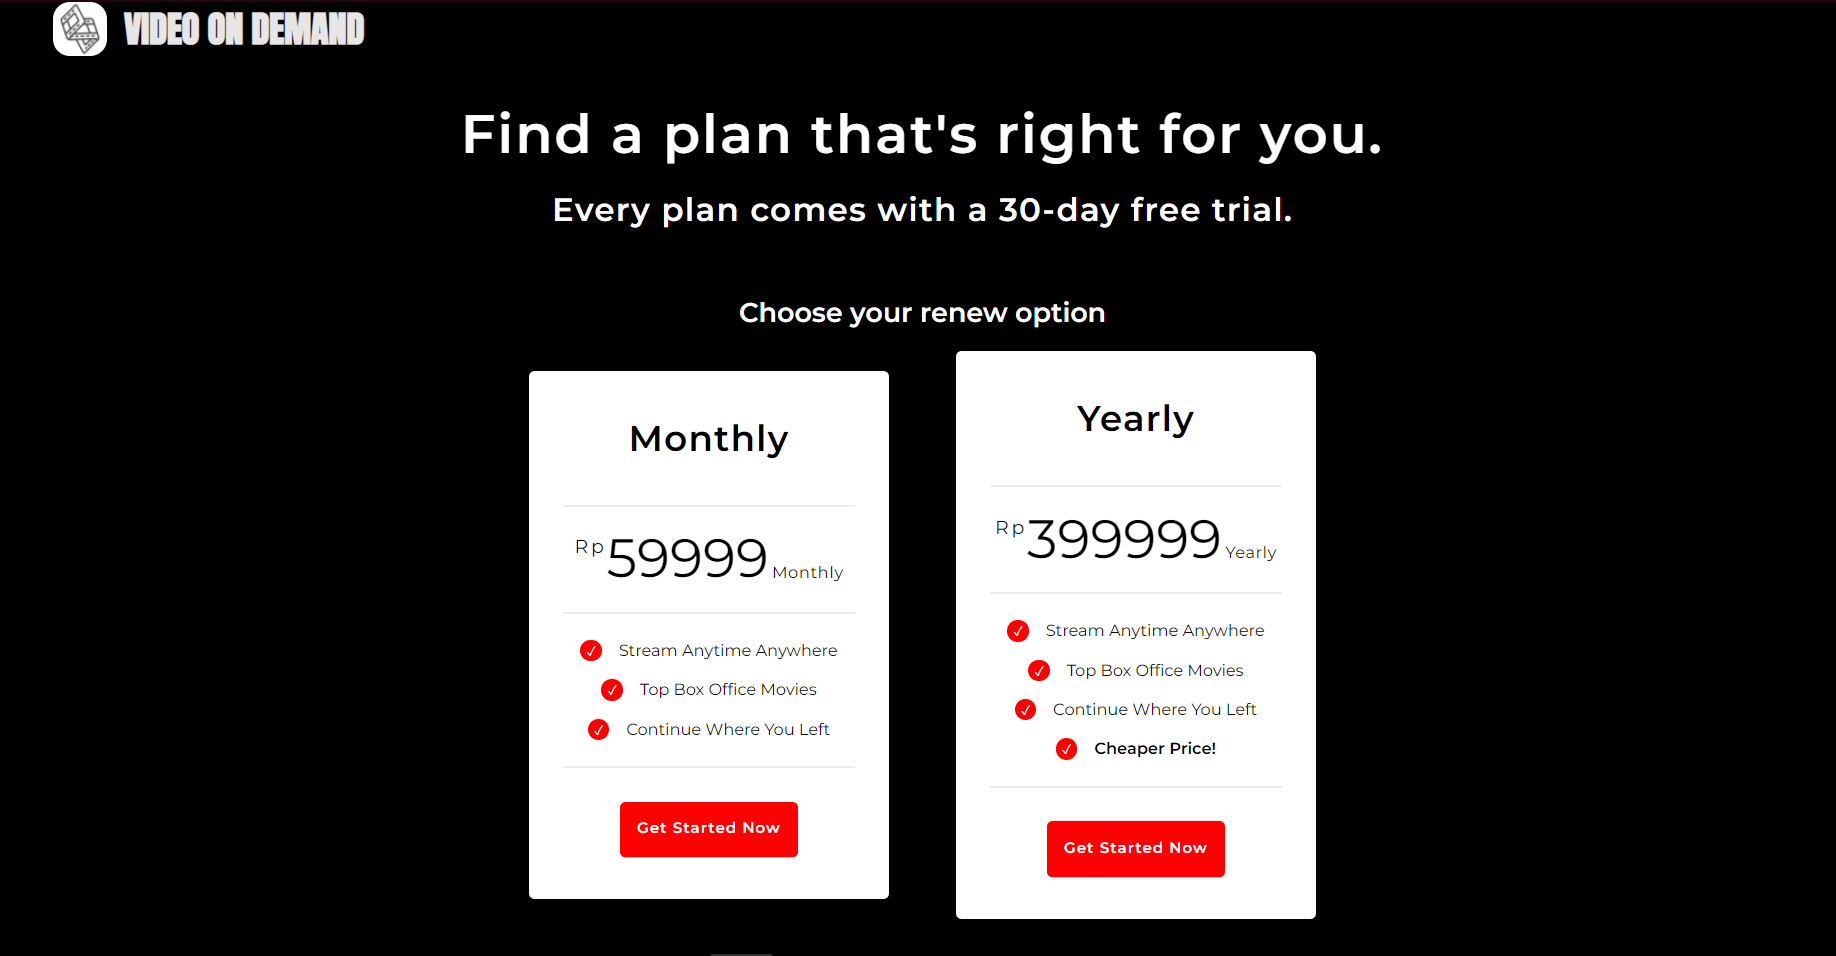 VIDEO ON DEMAND
Find a plan that's right for you.
Every plan comes with a 30-day free trial.
Choose your renew option
Monthly
Rp59999 Monthly
Stream Anytime Anywhere
Top Box Office Movies
Continue Where You Left
Get Started Now
Yearly
Rp399999 Yearly
Stream Anytime Anywhere
Top Box Office Movies
Continue Where You Left
Cheaper Price!
Get Started Now